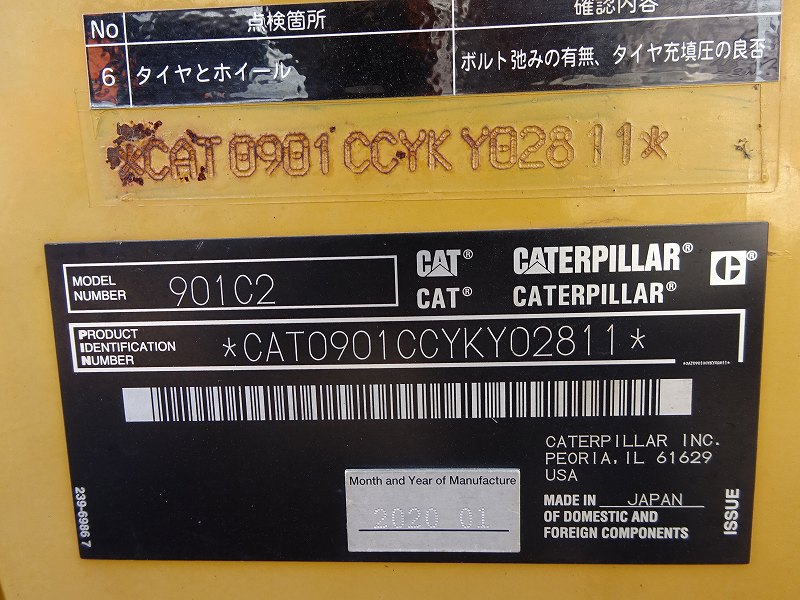 No 点検箇所 確認内容
6 タイヤとホイール ボルト弛みの有無、タイヤ充填圧の良否
*CAT0901CCYKY02811*
MODEL NUMBER 901C2
CAT® CATERPILLAR®
CAT® CATERPILLAR®
PRODUCT IDENTIFICATION NUMBER *CAT0901CCYKY02811*
*CAT0901CCYKY02811*
CATERPILLAR INC.
PEORIA, IL 61629
USA
Month and Year of Manufacture
2020 01
MADE IN JAPAN
OF DOMESTIC AND
FOREIGN COMPONENTS
239-6986 7
ISSUE